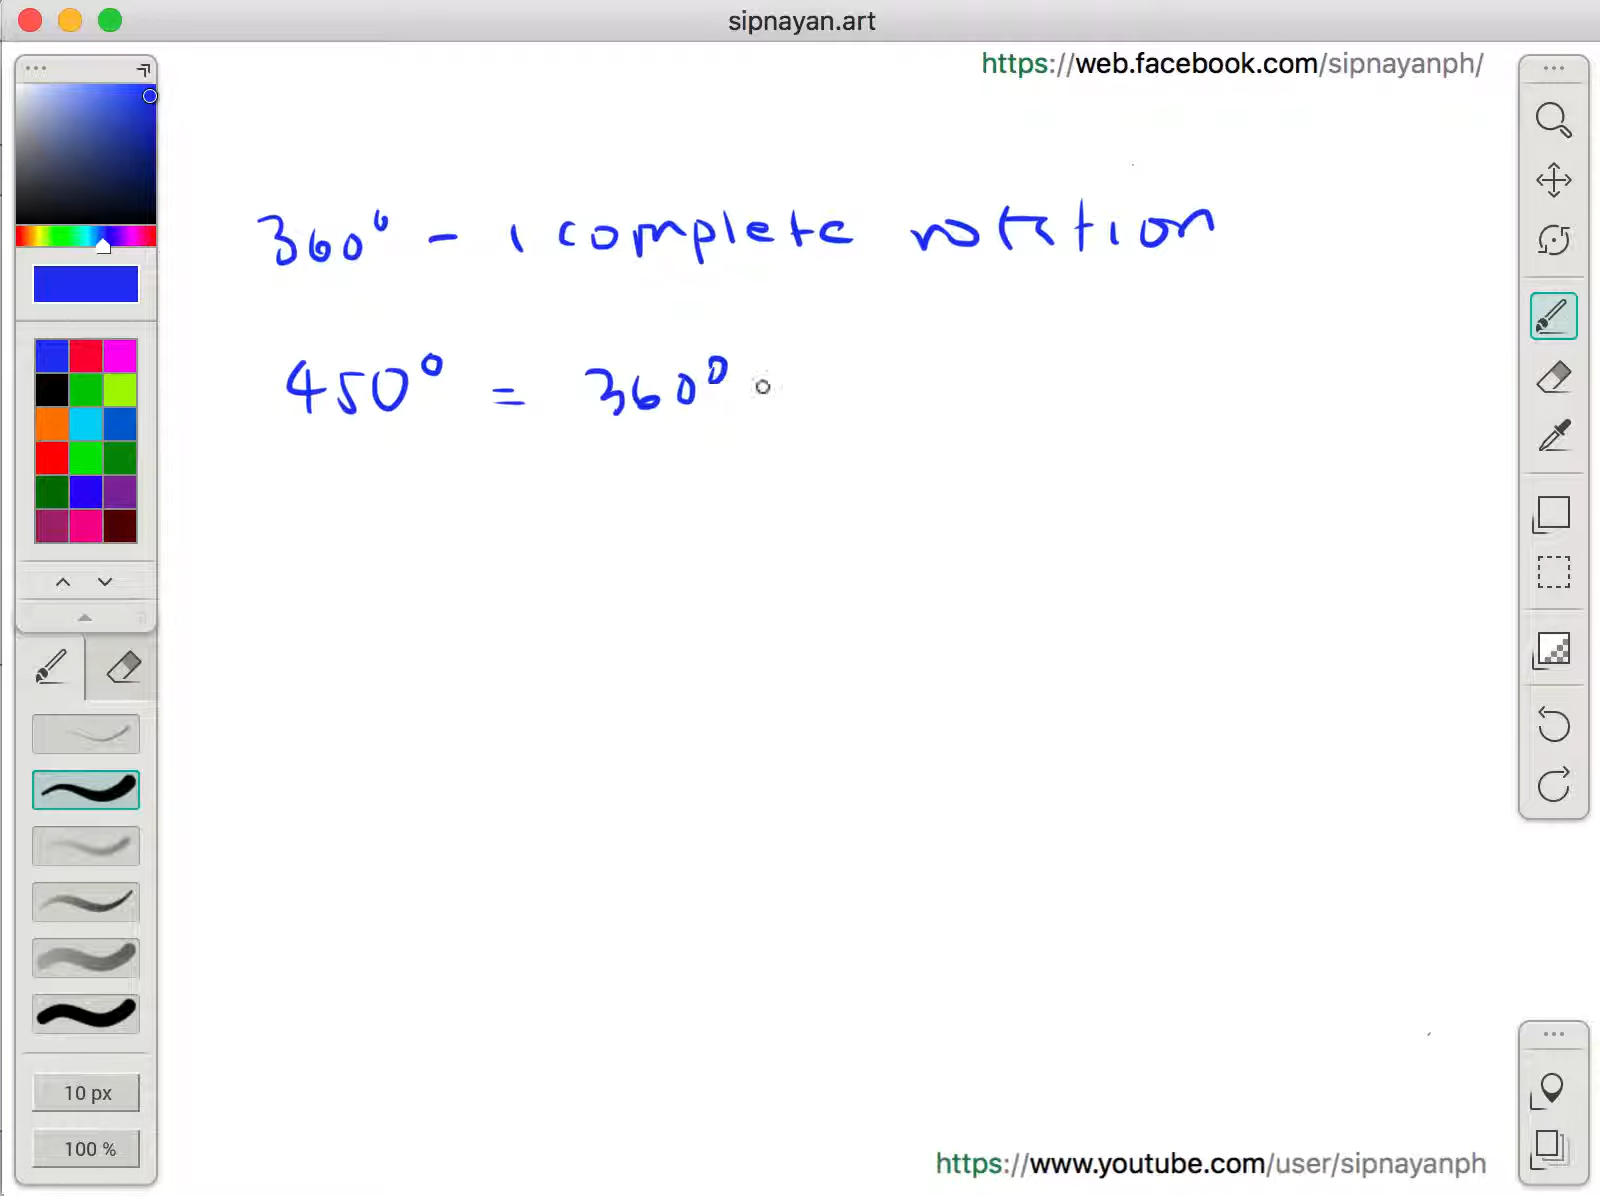 sipnayan.art
https://web.facebook.com/sipnayanph/
360° - 1 complete rotation
450° = 360°
10 px
100 %
https://www.youtube.com/user/sipnayanph